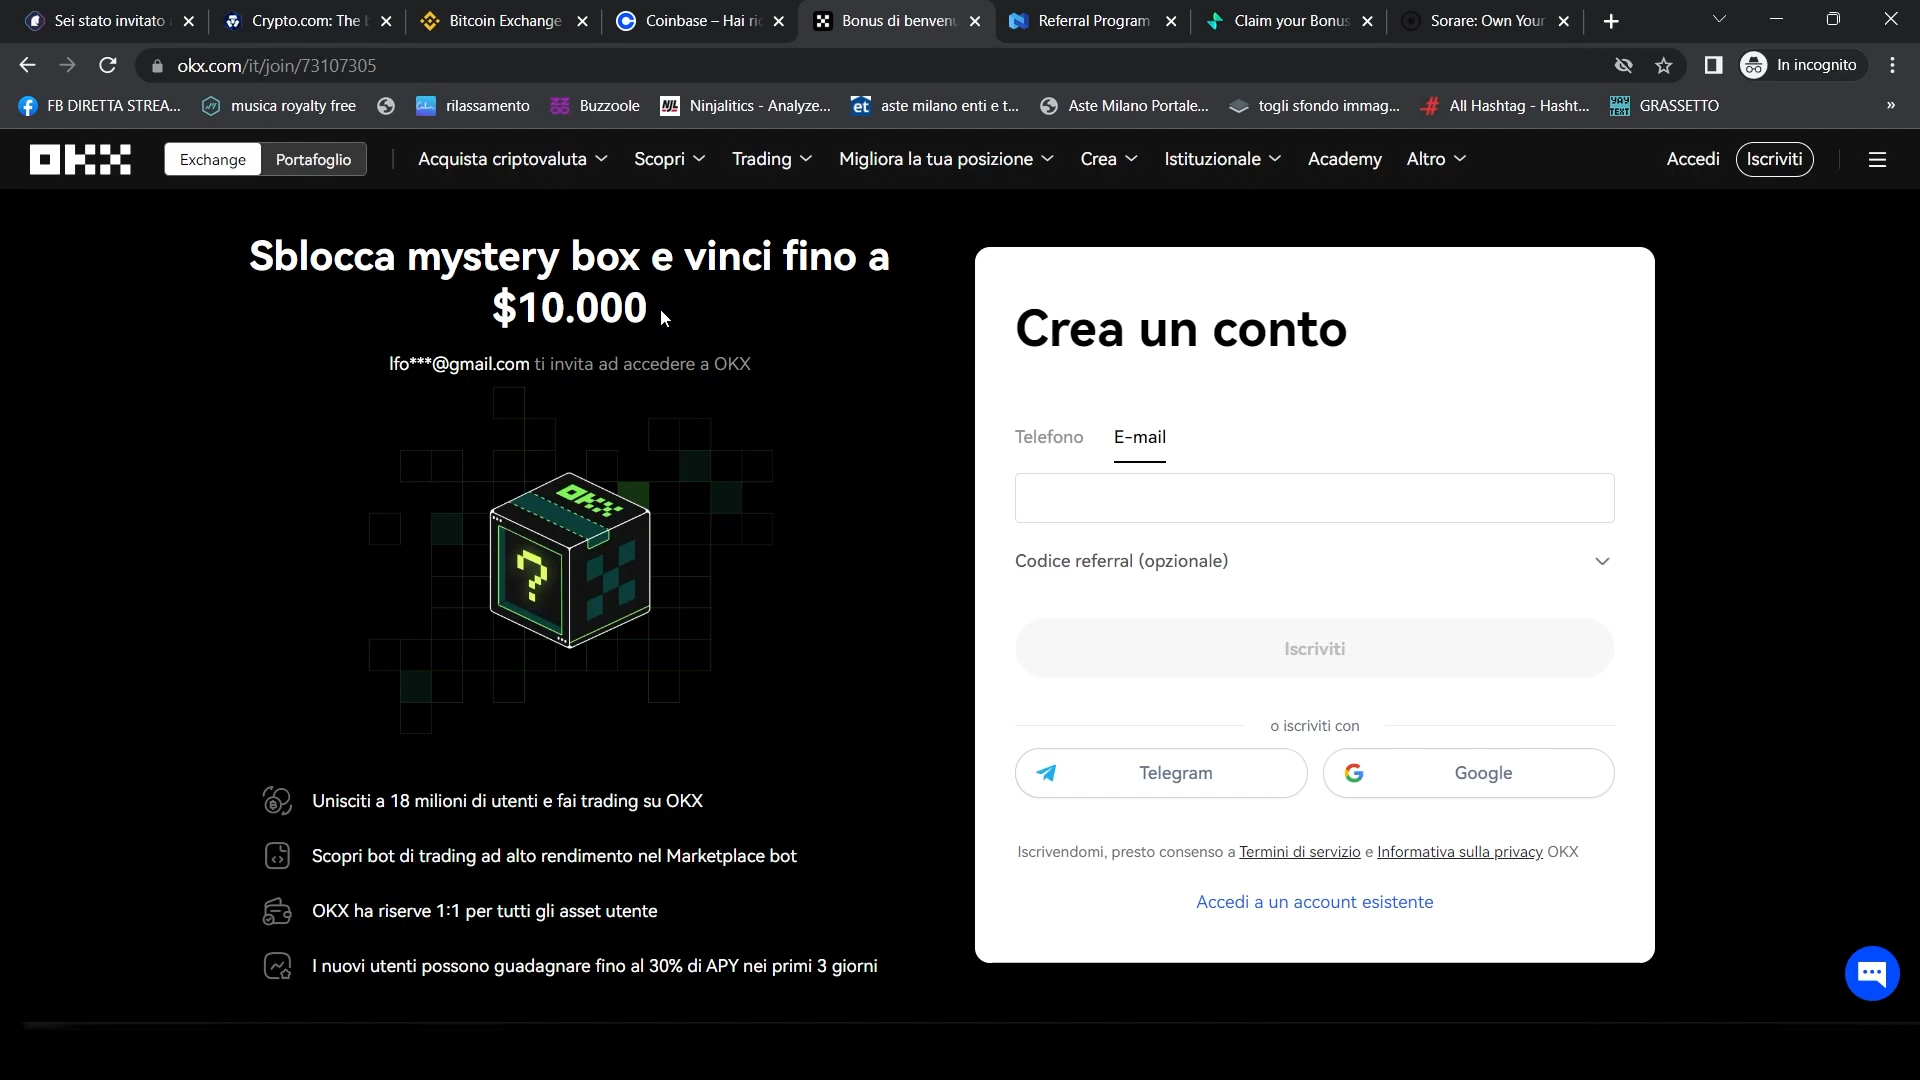 Sei stato invitato
Crypto.com: The b
Bitcoin Exchange
Coinbase – Hai ric
Bonus di benvenu
Referral Program
Claim your Bonus
Sorare: Own Your
okx.com/it/join/73107305
In incognito
FB DIRETTA STREA...
musica royalty free
rilassamento
Buzzoole
Ninjalitics - Analyze...
aste milano enti e t...
Aste Milano Portale...
togli sfondo immag...
All Hashtag - Hasht...
GRASSETTO
OKX
Exchange
Portafoglio
Acquista criptovaluta
Scopri
Trading
Migliora la tua posizione
Crea
Istituzionale
Academy
Altro
Accedi
Iscriviti
Sblocca mystery box e vinci fino a
$10.000
lfo***@gmail.com ti invita ad accedere a OKX
OKX
?
Unisciti a 18 milioni di utenti e fai trading su OKX
Scopri bot di trading ad alto rendimento nel Marketplace bot
OKX ha riserve 1:1 per tutti gli asset utente
I nuovi utenti possono guadagnare fino al 30% di APY nei primi 3 giorni
Crea un conto
Telefono
E-mail
Codice referral (opzionale)
Iscriviti
o iscriviti con
Telegram
Google
Iscrivendomi, presto consenso a Termini di servizio e Informativa sulla privacy OKX
Accedi a un account esistente